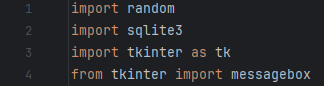 1 import random
2 import sqlite3
3 import tkinter as tk
4 from tkinter import messagebox